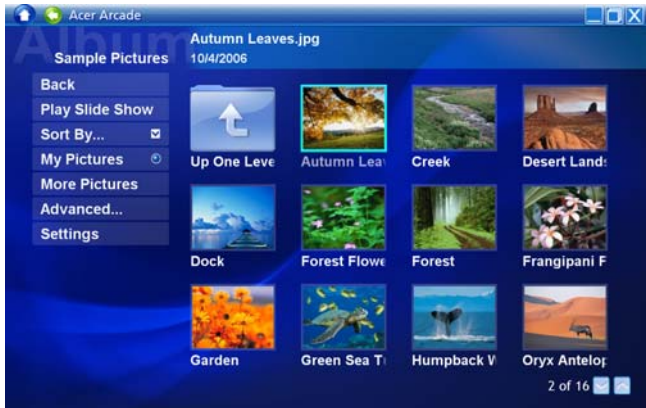 Acer Arcade
Album
Autumn Leaves.jpg
Sample Pictures
10/4/2006
Back
Play Slide Show
Sort By...
My Pictures
More Pictures
Advanced...
Settings
Up One Leve
Autumn Leav
Creek
Desert Lands
Dock
Forest Flowe
Forest
Frangipani F
Garden
Green Sea T
Humpback W
Oryx Antelop
2 of 16